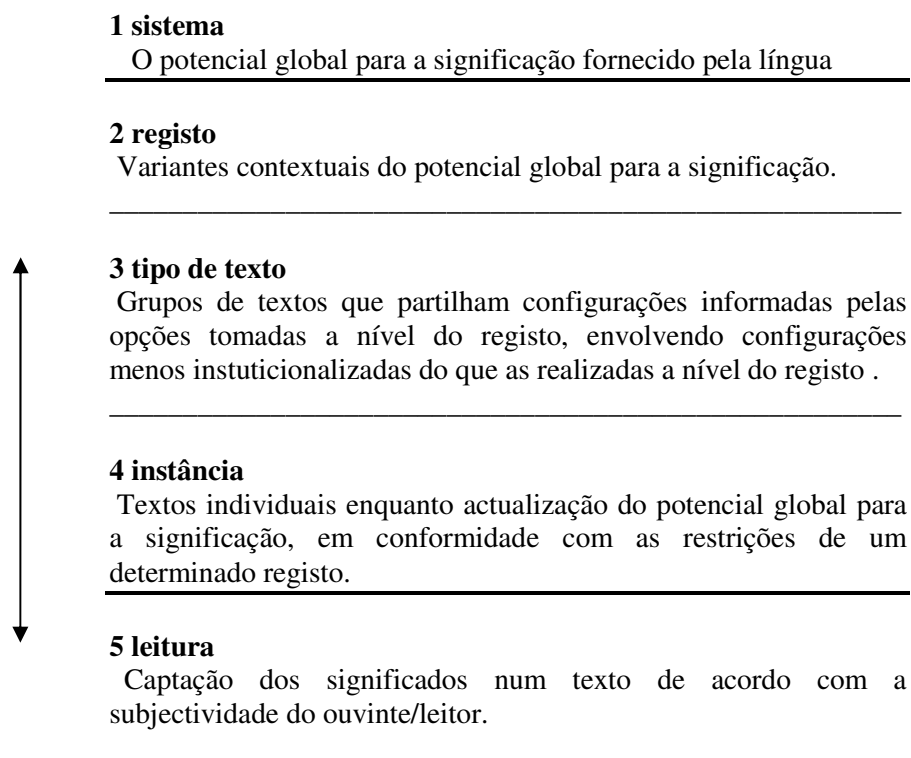 1 sistema
O potencial global para a significação fornecido pela língua
2 registo
Variantes contextuais do potencial global para a significação.
3 tipo de texto
Grupos de textos que partilham configurações informadas pelas
opções tomadas a nível do registo, envolvendo configurações
menos instuticionalizadas do que as realizadas a nível do registo .
4 instância
Textos individuais enquanto actualização do potencial global para
a significação, em conformidade com as restrições de um
determinado registo.
5 leitura
Captação dos significados num texto de acordo com a
subjectividade do ouvinte/leitor.